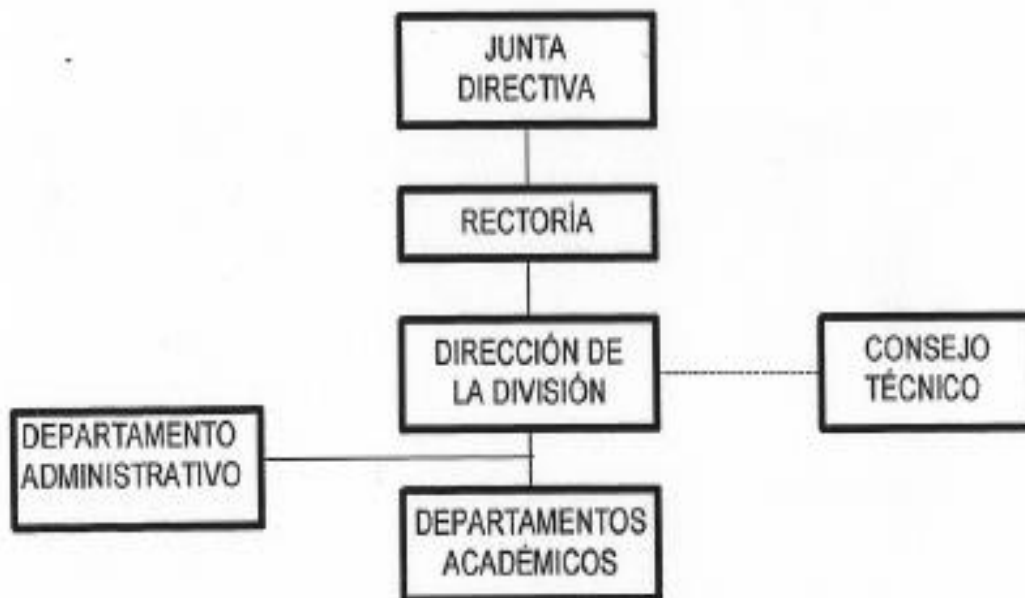 JUNTA
DIRECTIVA
RECTORÍA
DIRECCIÓN DE
LA DIVISIÓN
CONSEJO
TÉCNICO
DEPARTAMENTO
ADMINISTRATIVO
DEPARTAMENTOS
ACADÉMICOS